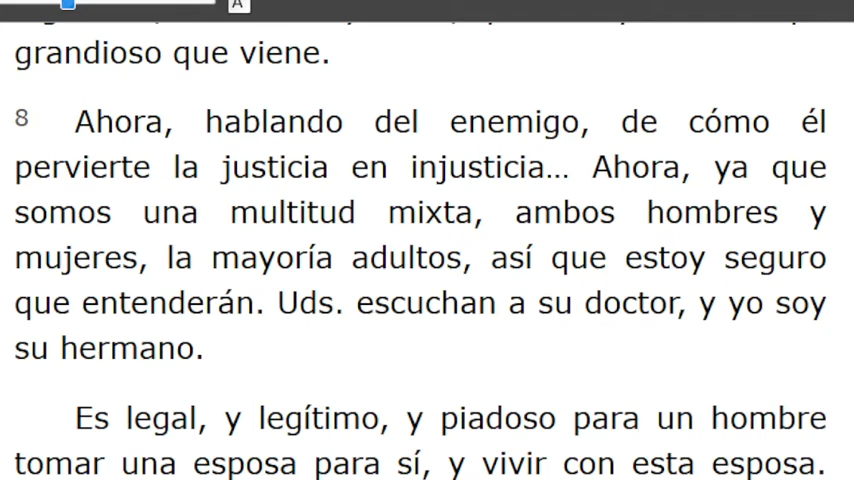 A
grandioso que viene.
8 Ahora, hablando del enemigo, de cómo él
pervierte la justicia en injusticia... Ahora, ya que
somos una multitud mixta, ambos hombres y
mujeres, la mayoría adultos, así que estoy seguro
que entenderán. Uds. escuchan a su doctor, y yo soy
su hermano.
Es legal, y legítimo, y piadoso para un hombre
tomar una esposa para sí, y vivir con esta esposa.